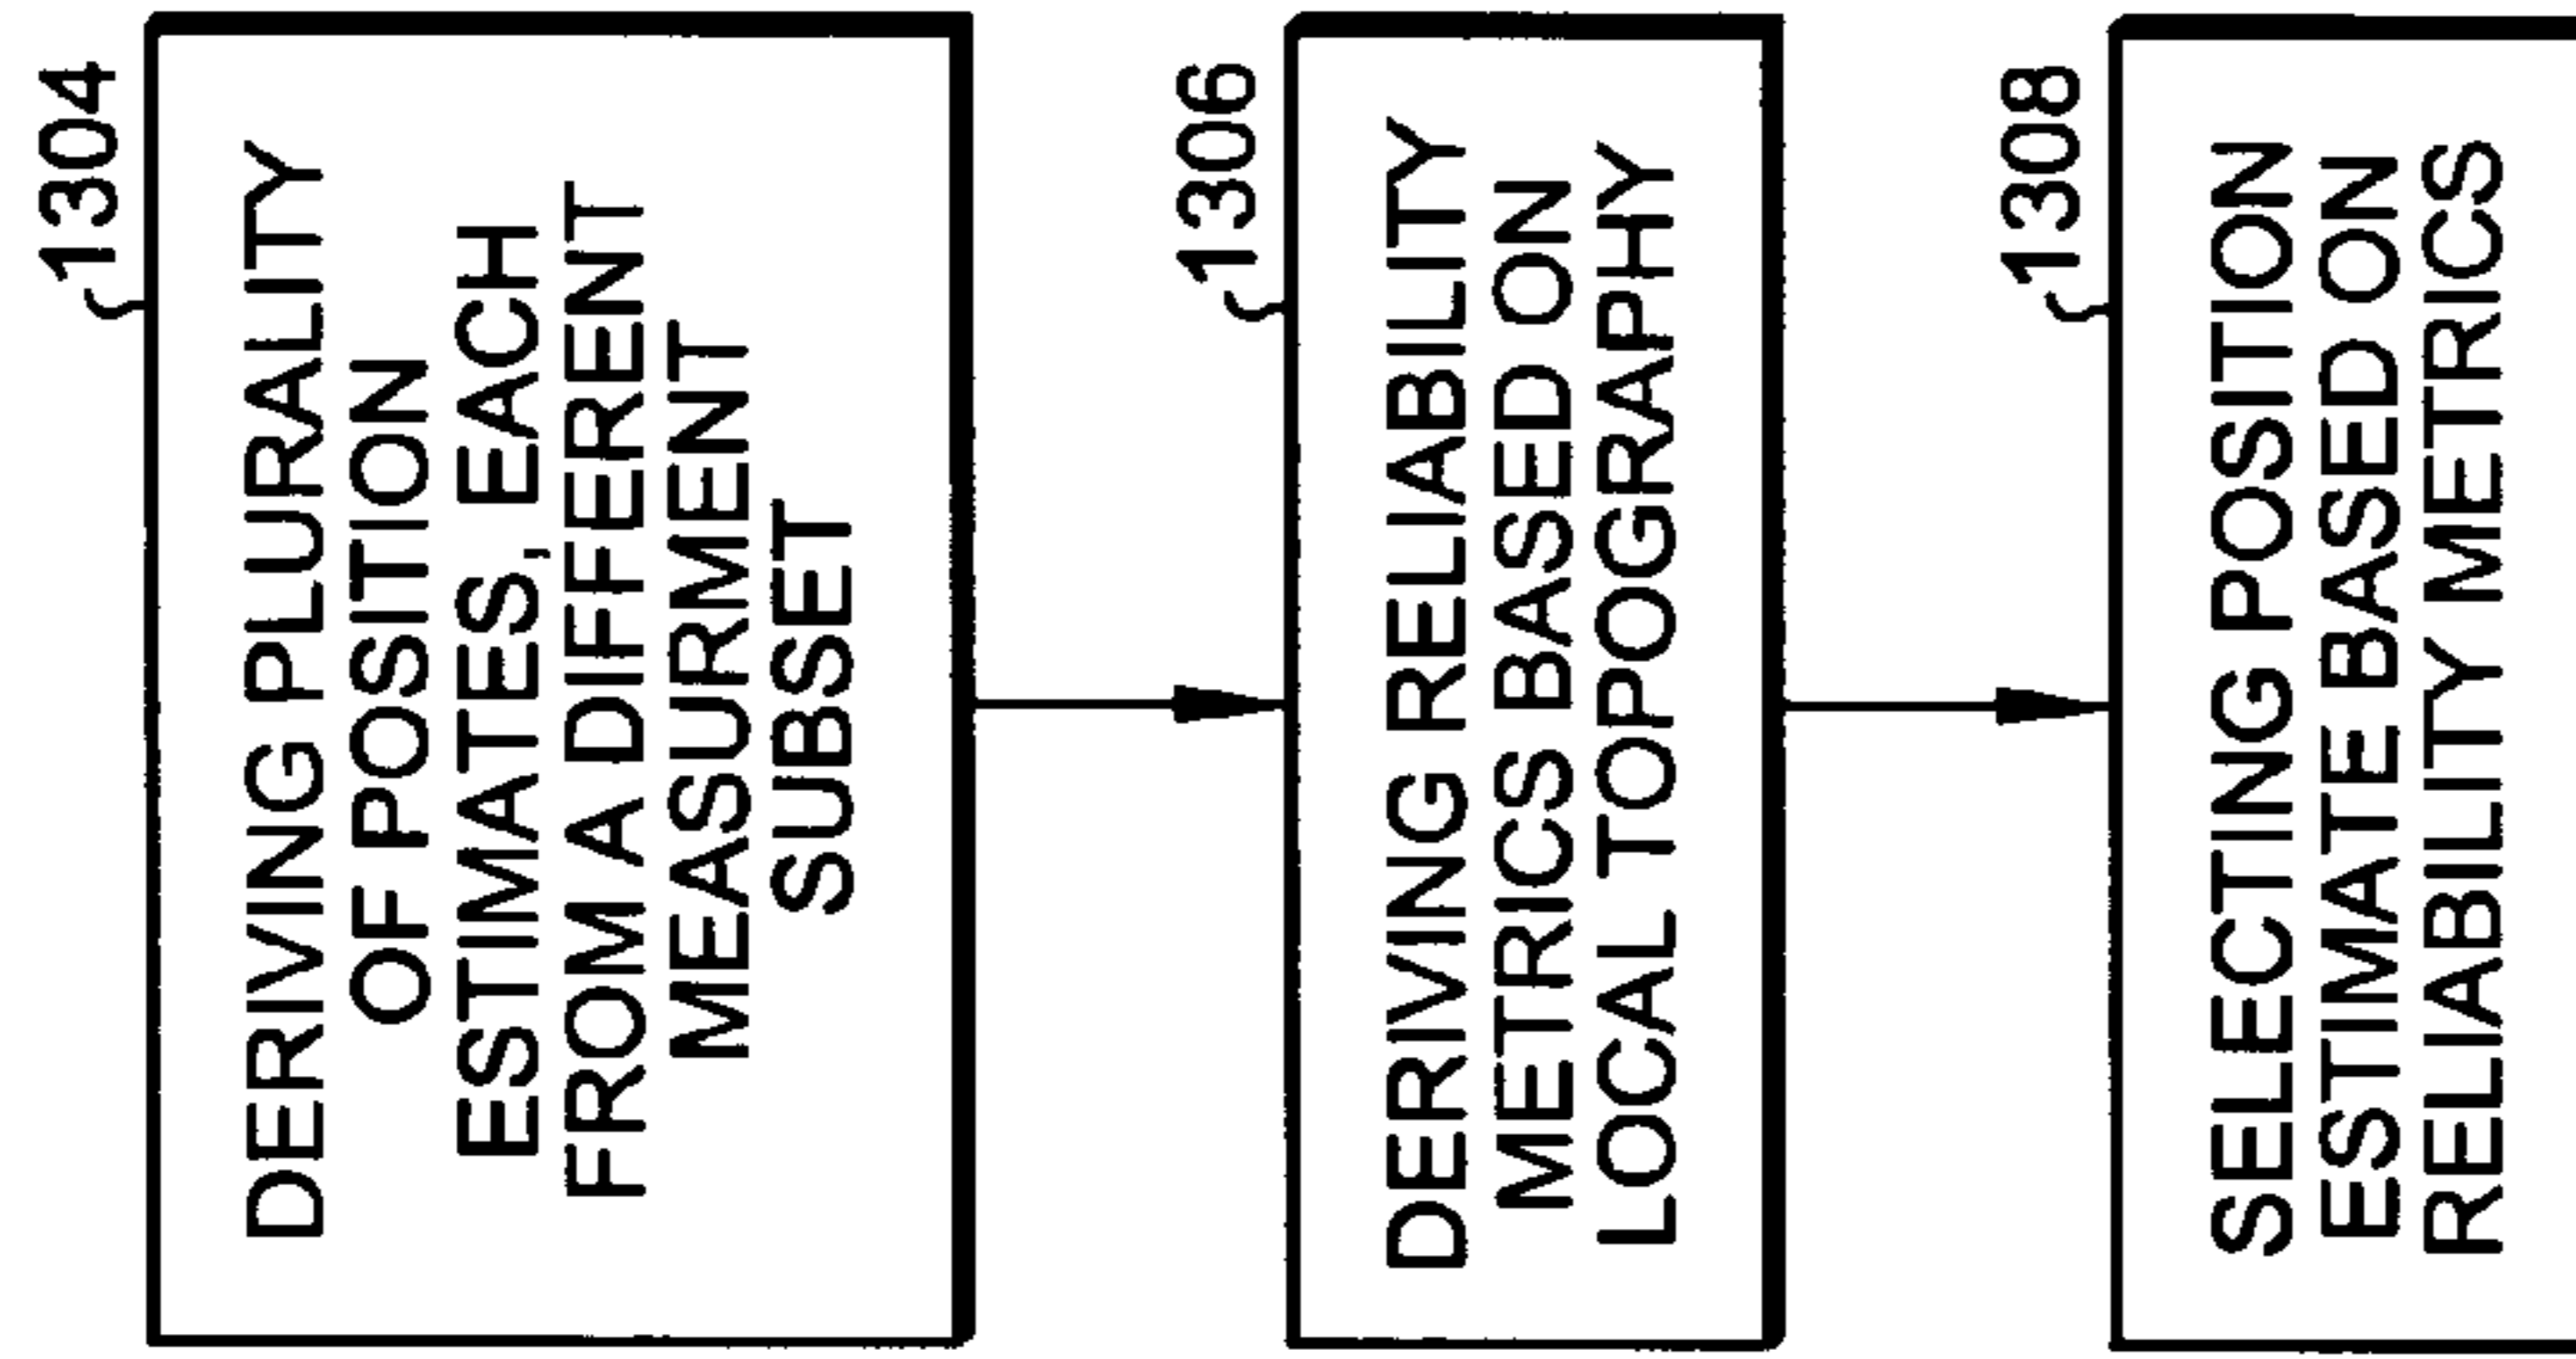 1304
DERIVING PLURALITY
OF POSITION
ESTIMATES, EACH
FROM A DIFFERENT
MEASURMENT
SUBSET
1306
DERIVING RELIABILITY
METRICS BASED ON
LOCAL TOPOGRAPHY
1308
SELECTING POSITION
ESTIMATE BASED ON
RELIABILITY METRICS